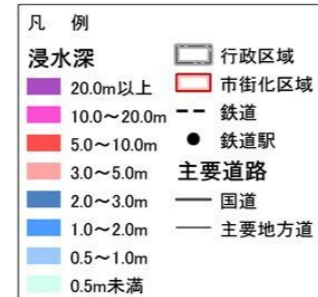 凡 例
浸水深
20.0m以上
10.0～20.0m
5.0～10.0m
3.0～5.0m
2.0～3.0m
1.0～2.0m
0.5～1.0m
0.5m未満
行政区域
市街化区域
鉄道
鉄道駅
主要道路
国道
主要地方道